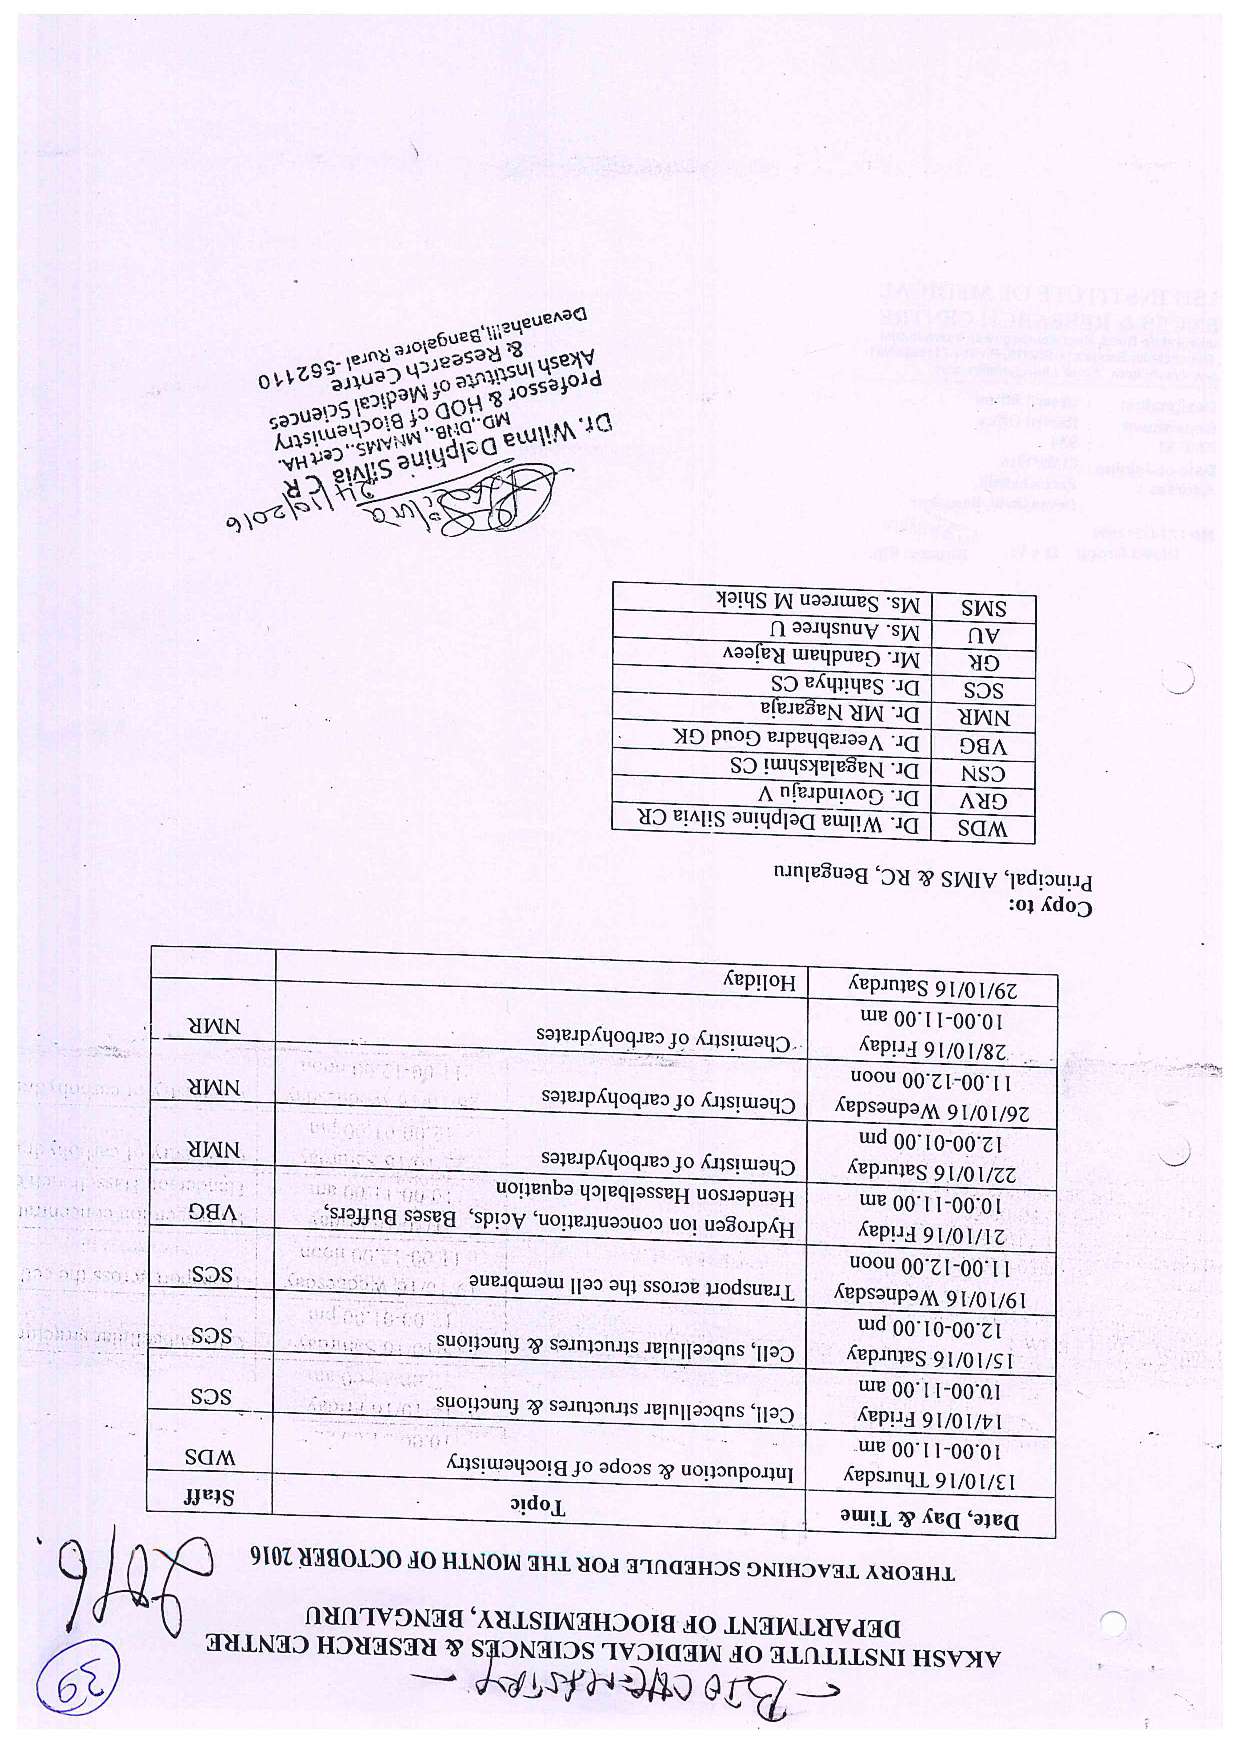 - BIOCHEMISTRY -
39
2016.
AKASH INSTITUTE OF MEDICAL SCIENCES & RESERCH CENTRE
DEPARTMENT OF BIOCHEMISTRY, BENGALURU
THEORY TEACHING SCHEDULE FOR THE MONTH OF OCTOBER 2016
Date, Day & Time Topic Staff
13/10/16 Thursday
10.00-11.00 am Introduction & scope of Biochemistry WDS
14/10/16 Friday
10.00-11.00 am Cell, subcellular structures & functions SCS
15/10/16 Saturday
12.00-01.00 pm Cell, subcellular structures & functions SCS
19/10/16 Wednesday
11.00-12.00 noon Transport across the cell membrane SCS
21/10/16 Friday Hydrogen ion concentration, Acids, Bases Buffers,
10.00-11.00 am Henderson Hasselbalch equation VBG
22/10/16 Saturday
12.00-01.00 pm Chemistry of carbohydrates NMR
26/10/16 Wednesday
11.00-12.00 noon Chemistry of carbohydrates NMR
28/10/16 Friday
10.00-11.00 am Chemistry of carbohydrates NMR
29/10/16 Saturday Holiday
Copy to:
Principal, AIMS & RC, Bengaluru
WDS Dr. Wilma Delphine Silvia CR
GRV Dr. Govindraju V
CSN Dr. Nagalakshmi CS
VBG Dr. Veerabhadra Goud GK
NMR Dr. MR Nagaraja
SCS Dr. Sahithya CS
GR Mr. Gandham Rajeev
AU Ms. Anushree U
SMS Ms. Samreen M Shiek
24/10/2016
Dr. Wilma Delphine Silvia CR
MD., DNB., MNAMS., Cert HA.
Professor & HOD of Biochemistry
Akash Institute of Medical Sciences
& Research Centre
Devanahalli, Bangalore Rural -562110